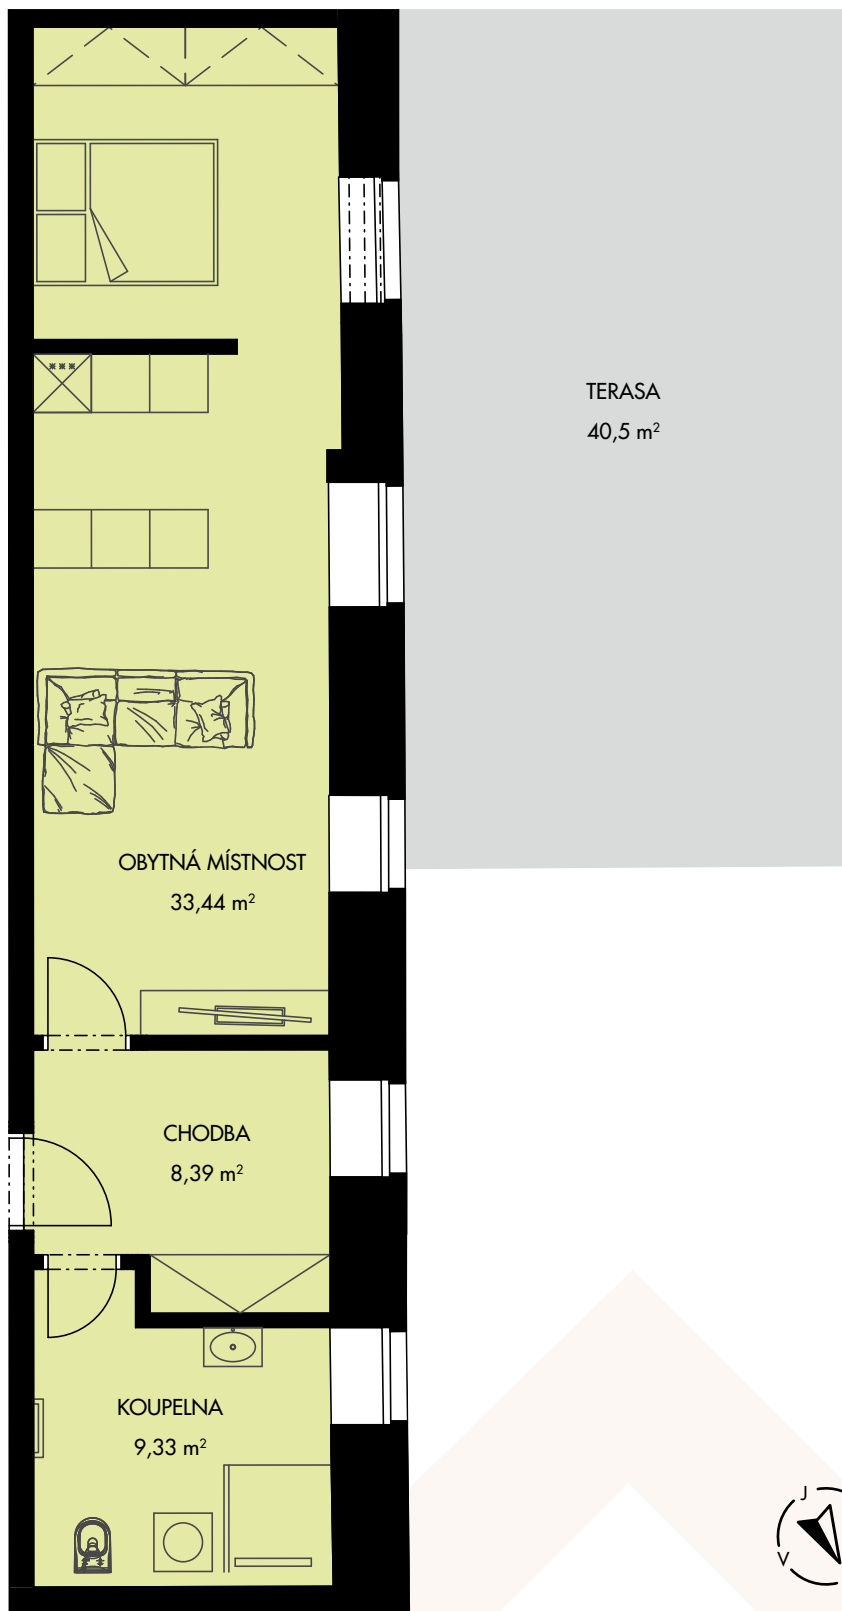 TERASA
40,5 m²
OBYTNÁ MÍSTNOST
33,44 m²
CHODBA
8,39 m²
KOUPELNA
9,33 m²
J
V